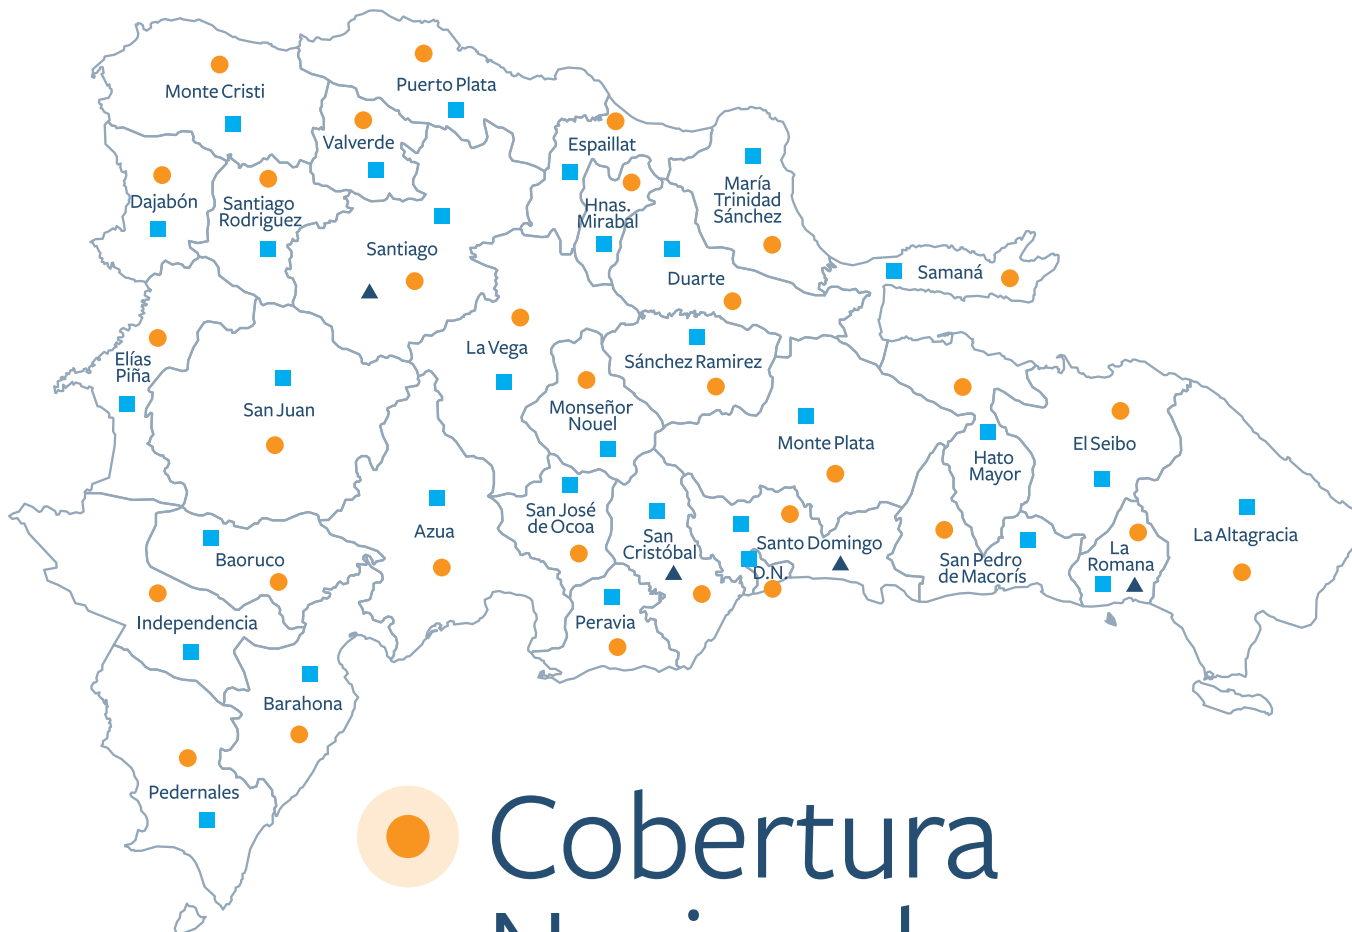 Monte Cristi
Puerto Plata
Valverde
Espaillat
Dajabón
Santiago
Rodriguez
Hnas.
Mirabal
María
Trinidad
Sánchez
Santiago
Duarte
Samaná
Elías
Piña
La Vega
Sánchez Ramirez
San Juan
Monseñor
Nouel
Monte Plata
Hato
Mayor
El Seibo
Azua
San José
de Ocoa
San
Cristóbal
Santo Domingo
D.N.
San Pedro
de Macorís
La
Romana
La Altagracia
Baoruco
Independencia
Peravia
Barahona
Pedernales
Cobertura